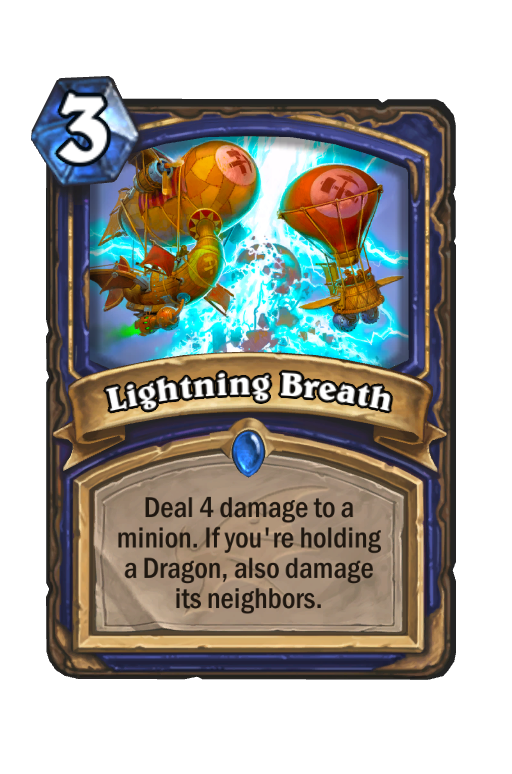 3
Lightning Breath
Deal 4 damage to a
minion. If you're holding
a Dragon, also damage
its neighbors.